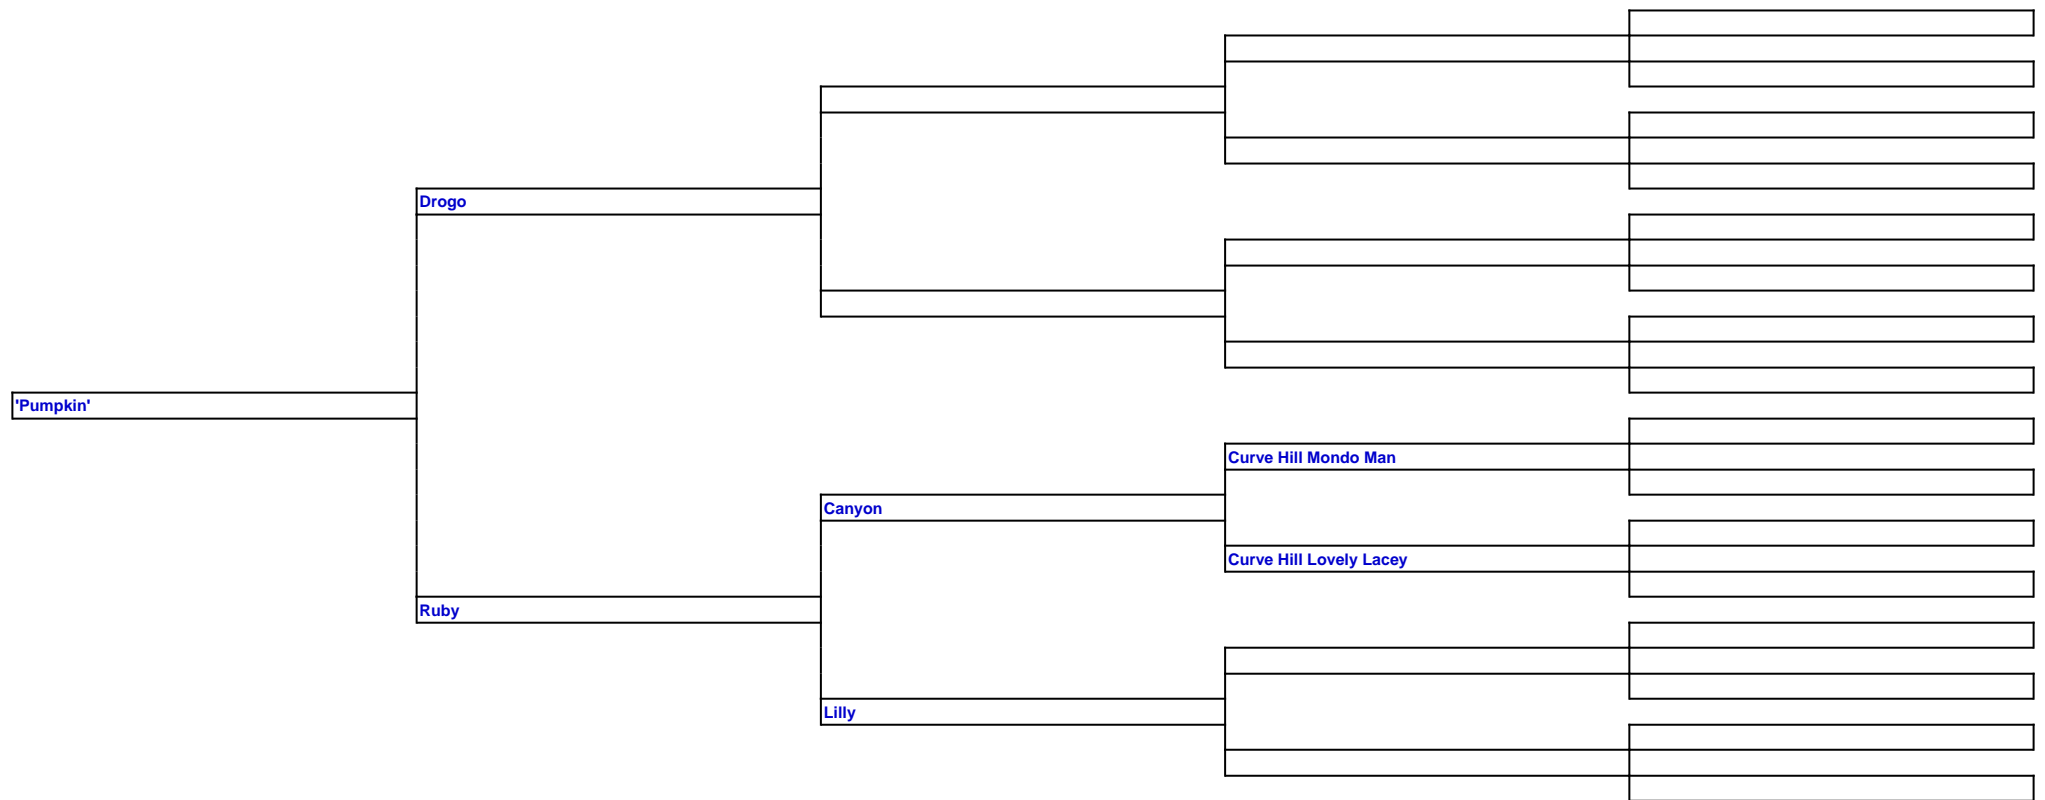 Drogo
'Pumpkin'
Curve Hill Mondo Man
Canyon
Curve Hill Lovely Lacey
Ruby
Lilly